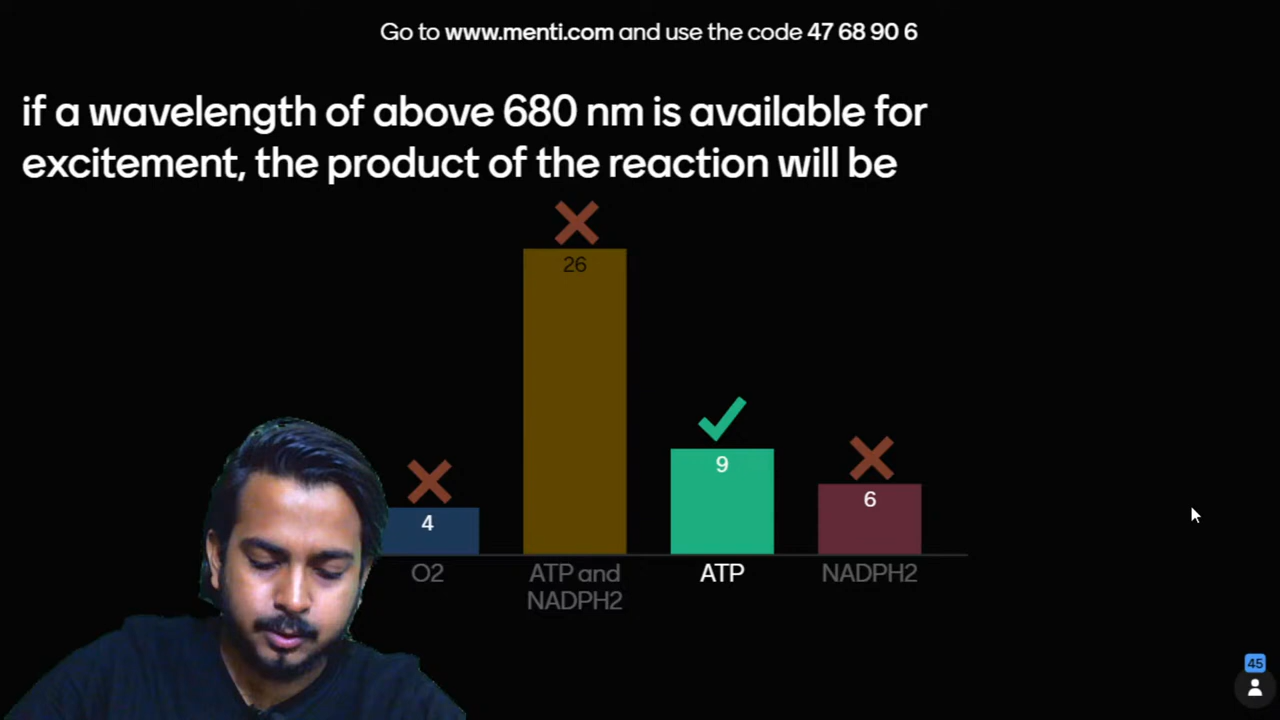 Go to www.menti.com and use the code 47 68 90 6
if a wavelength of above 680 nm is available for
excitement, the product of the reaction will be
26
9
6
4
O2
ATP and
NADPH2
ATP
NADPH2
45